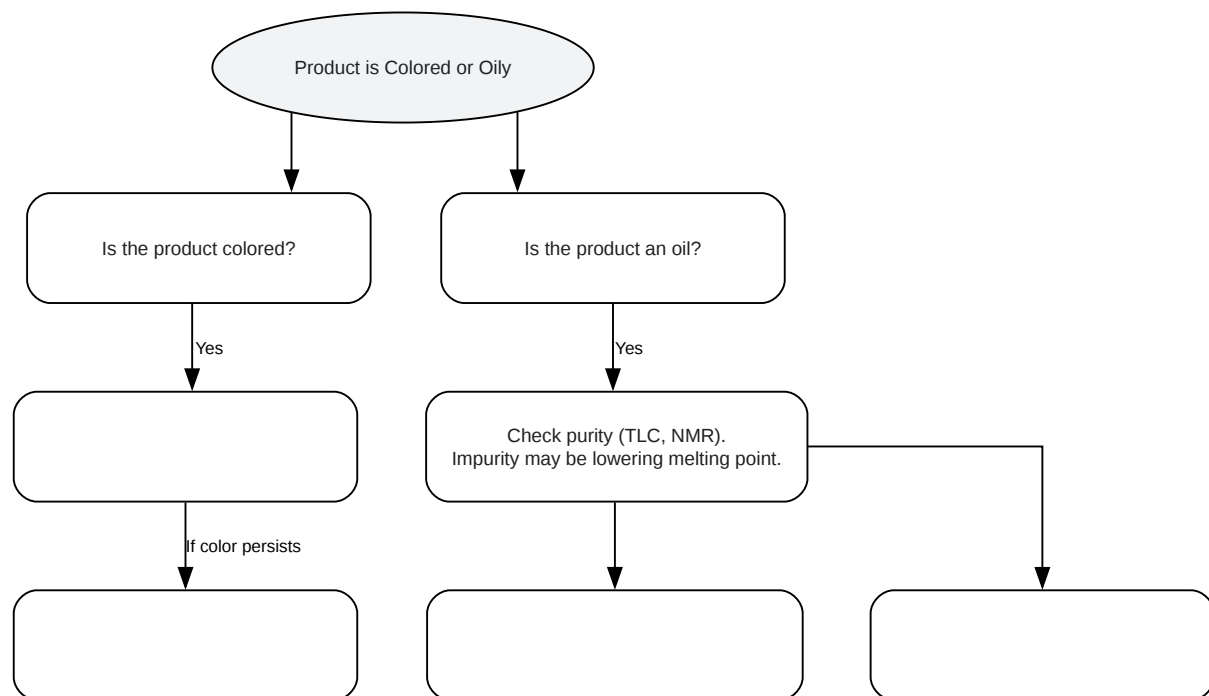 Product is Colored or Oily
Is the product colored?
Is the product an oil?
Yes
Yes
Check purity (TLC, NMR).
Impurity may be lowering melting point.
If color persists